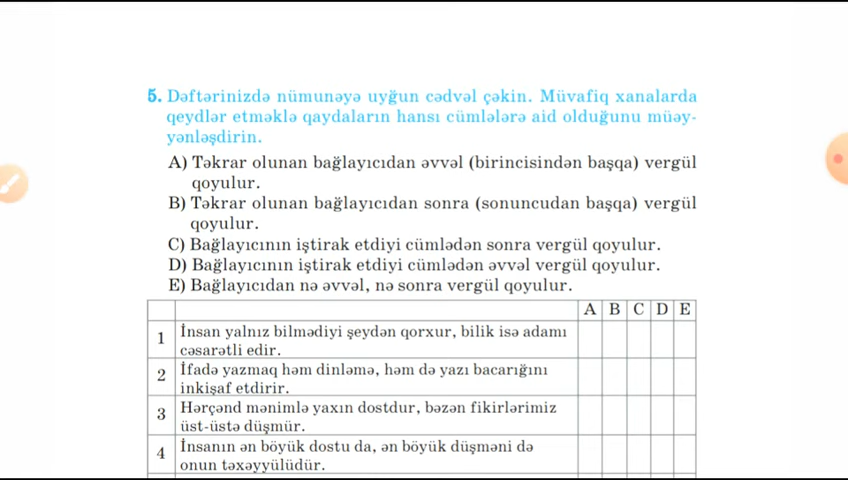 5. Dəftərinizdə nümunəyə uyğun cədvəl çəkin. Müvafiq xanalarda
qeydlər etməklə qaydaların hansı cümlələrə aid olduğunu müəy-
yənləşdirin.
A) Təkrar olunan bağlayıcıdan əvvəl (birincisindən başqa) vergül
qoyulur.
B) Təkrar olunan bağlayıcıdan sonra (sonuncudan başqa) vergül
qoyulur.
C) Bağlayıcının iştirak etdiyi cümlədən sonra vergül qoyulur.
D) Bağlayıcının iştirak etdiyi cümlədən əvvəl vergül qoyulur.
E) Bağlayıcıdan nə əvvəl, nə sonra vergül qoyulur.
A B C D E
1 İnsan yalnız bilmədiyi şeydən qorxur, bilik isə adamı
cəsarətli edir.
2 İfadə yazmaq həm dinləmə, həm də yazı bacarığını
inkişaf etdirir.
3 Hərçənd mənimlə yaxın dostdur, bəzən fikirlərimiz
üst-üstə düşmür.
4 İnsanın ən böyük dostu da, ən böyük düşməni də
onun təxəyyülüdür.